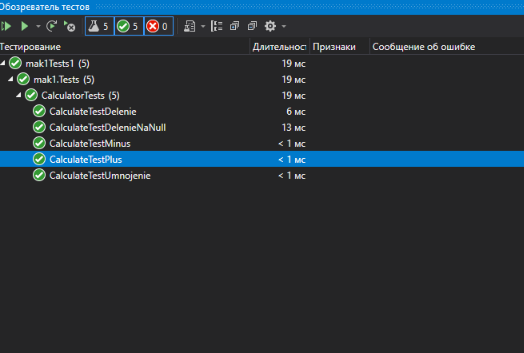 Обозреватель тестов
5 5 0
Тестирование Длительност Признаки Сообщение об ошибке
mak1Tests1 (5) 19 мс
mak1.Tests (5) 19 мс
CalculatorTests (5) 19 мс
CalculateTestDelenie 6 мс
CalculateTestDelenieNaNull 13 мс
CalculateTestMinus < 1 мс
CalculateTestPlus < 1 мс
CalculateTestUmnojenie < 1 мс